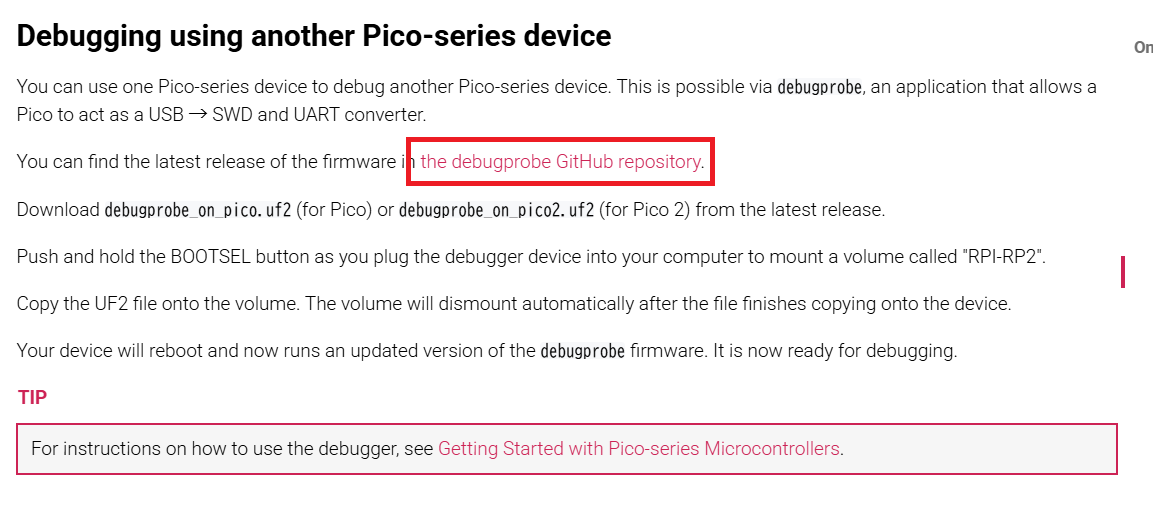 Debugging using another Pico-series device
On
You can use one Pico-series device to debug another Pico-series device. This is possible via debugprobe, an application that allows a
Pico to act as a USB → SWD and UART converter.
You can find the latest release of the firmware in the debugprobe GitHub repository.
Download debugprobe_on_pico.uf2 (for Pico) or debugprobe_on_pico2.uf2 (for Pico 2) from the latest release.
Push and hold the BOOTSEL button as you plug the debugger device into your computer to mount a volume called "RPI-RP2".
Copy the UF2 file onto the volume. The volume will dismount automatically after the file finishes copying onto the device.
Your device will reboot and now runs an updated version of the debugprobe firmware. It is now ready for debugging.
TIP
For instructions on how to use the debugger, see Getting Started with Pico-series Microcontrollers.